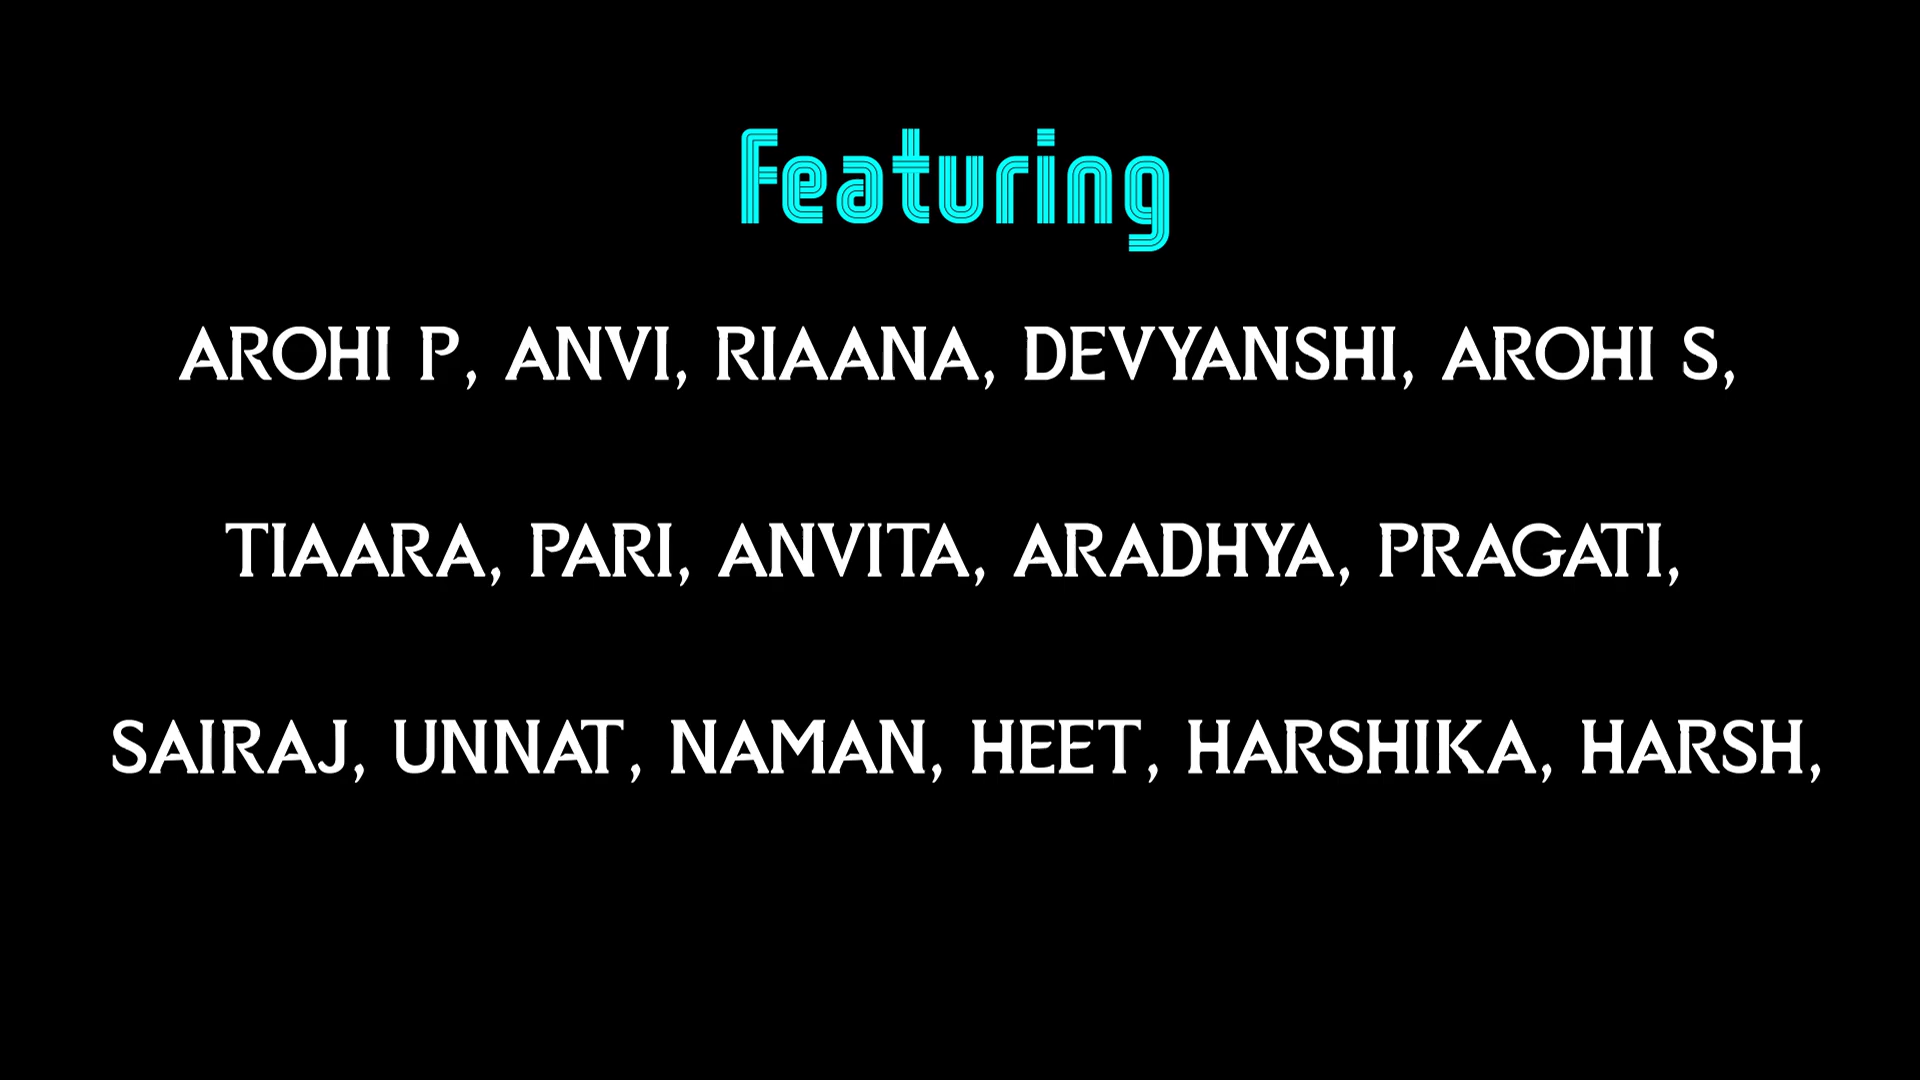 Featuring
AROHI P, ANVI, RIAANA, DEVYANSHI, AROHI S,
TIAARA, PARI, ANVITA, ARADHYA, PRAGATI,
SAIRAJ, UNNAT, NAMAN, HEET, HARSHIKA, HARSH,